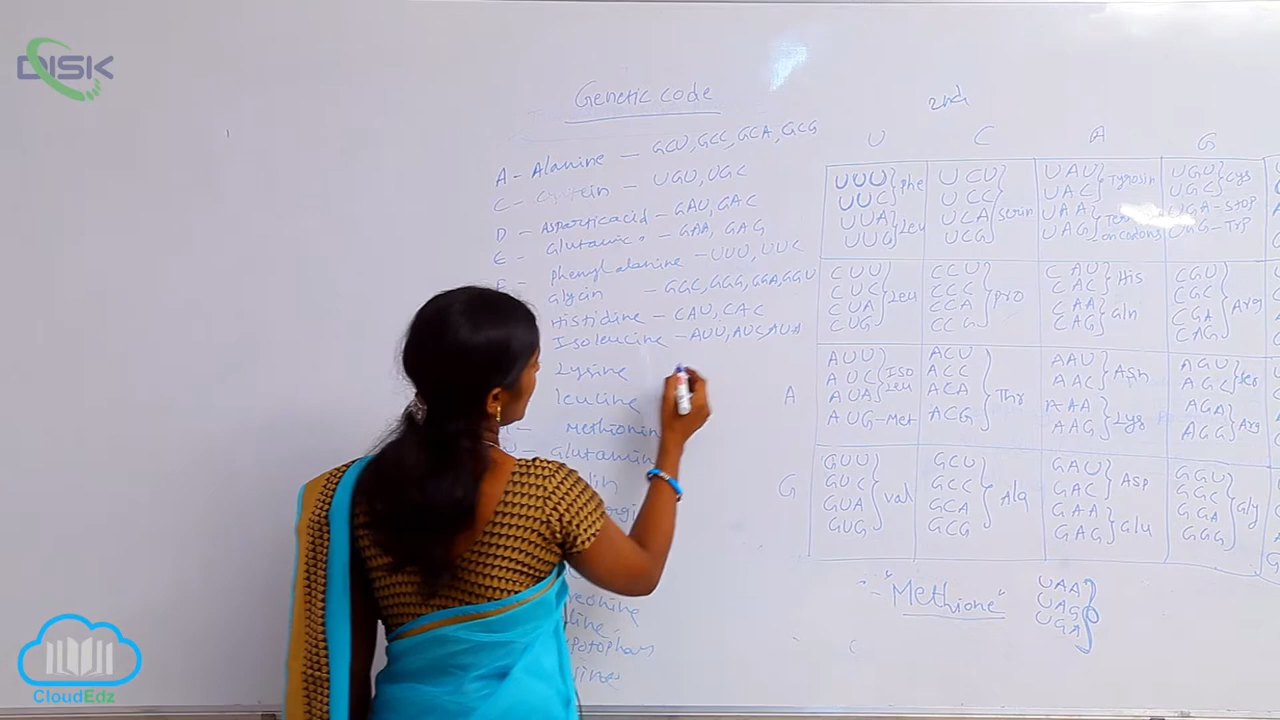 DISK
Genetic code
A - Alanine - GCU, GCC, GCA, GCG
C - - UGU, UGC
D - Asparticacid - GAU, GAC
E - Glutamic - GAA, GAG
F - phenylalanine - UUU, UUC
glycin - GGC, GGG, GGA, GGU
Histidine - CAU, CAC
Isoleucine - AUU, AUC, AUA
Lysine
leucine
methionin
glutamin
2nd
U C A G
UUU UUC } phe
UUA UUG } Leu
UCU UCC UCA UCG } serin
UAU UAC } Tyrosin
UAA UAG }
UGU UGC } Cys
UGA - STOP
UGG - Trp
CUU CUC CUA CUG } Leu
CCU CCC CCA CCG } pro
CAU CAC } His
CAA CAG } gln
CGU CGC CGA CAG } Arg
A
AUU AUC AUA } ISO Leu
AUG - Met
ACU ACC ACA ACG } Thr
AAU AAC } Asn
AAA AAG } Lys
AGU AGC } ser
AGA AGG } Arg
G
GUU GUC GUA GUG } val
GCU GCC GCA GCG } Ala
GAU GAC } Asp
GAA GAG } Glu
GGU GGC GGA GGG } Gly
"Methione"
UAA
UAG
UGA
CloudEdz